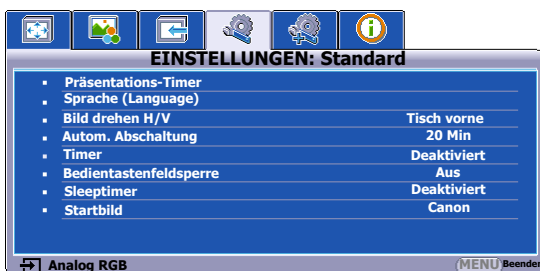 EINSTELLUNGEN: Standard
Präsentations-Timer
Sprache (Language)
Bild drehen H/V Tisch vorne
Autom. Abschaltung 20 Min
Timer Deaktiviert
Bedientastenfeldsperre Aus
Sleeptimer Deaktiviert
Startbild Canon
Analog RGB MENU Beenden